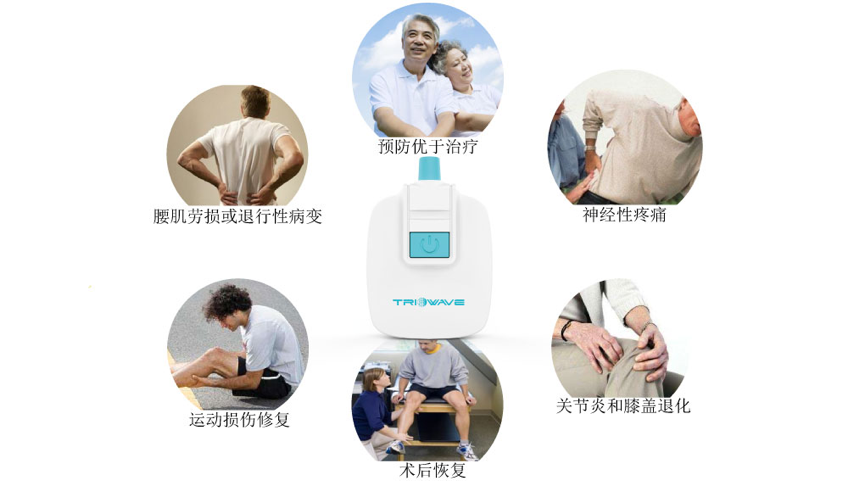 预防优于治疗
腰肌劳损或退行性病变
神经性疼痛
TRIWAVE
运动损伤修复
关节炎和膝盖退化
术后恢复